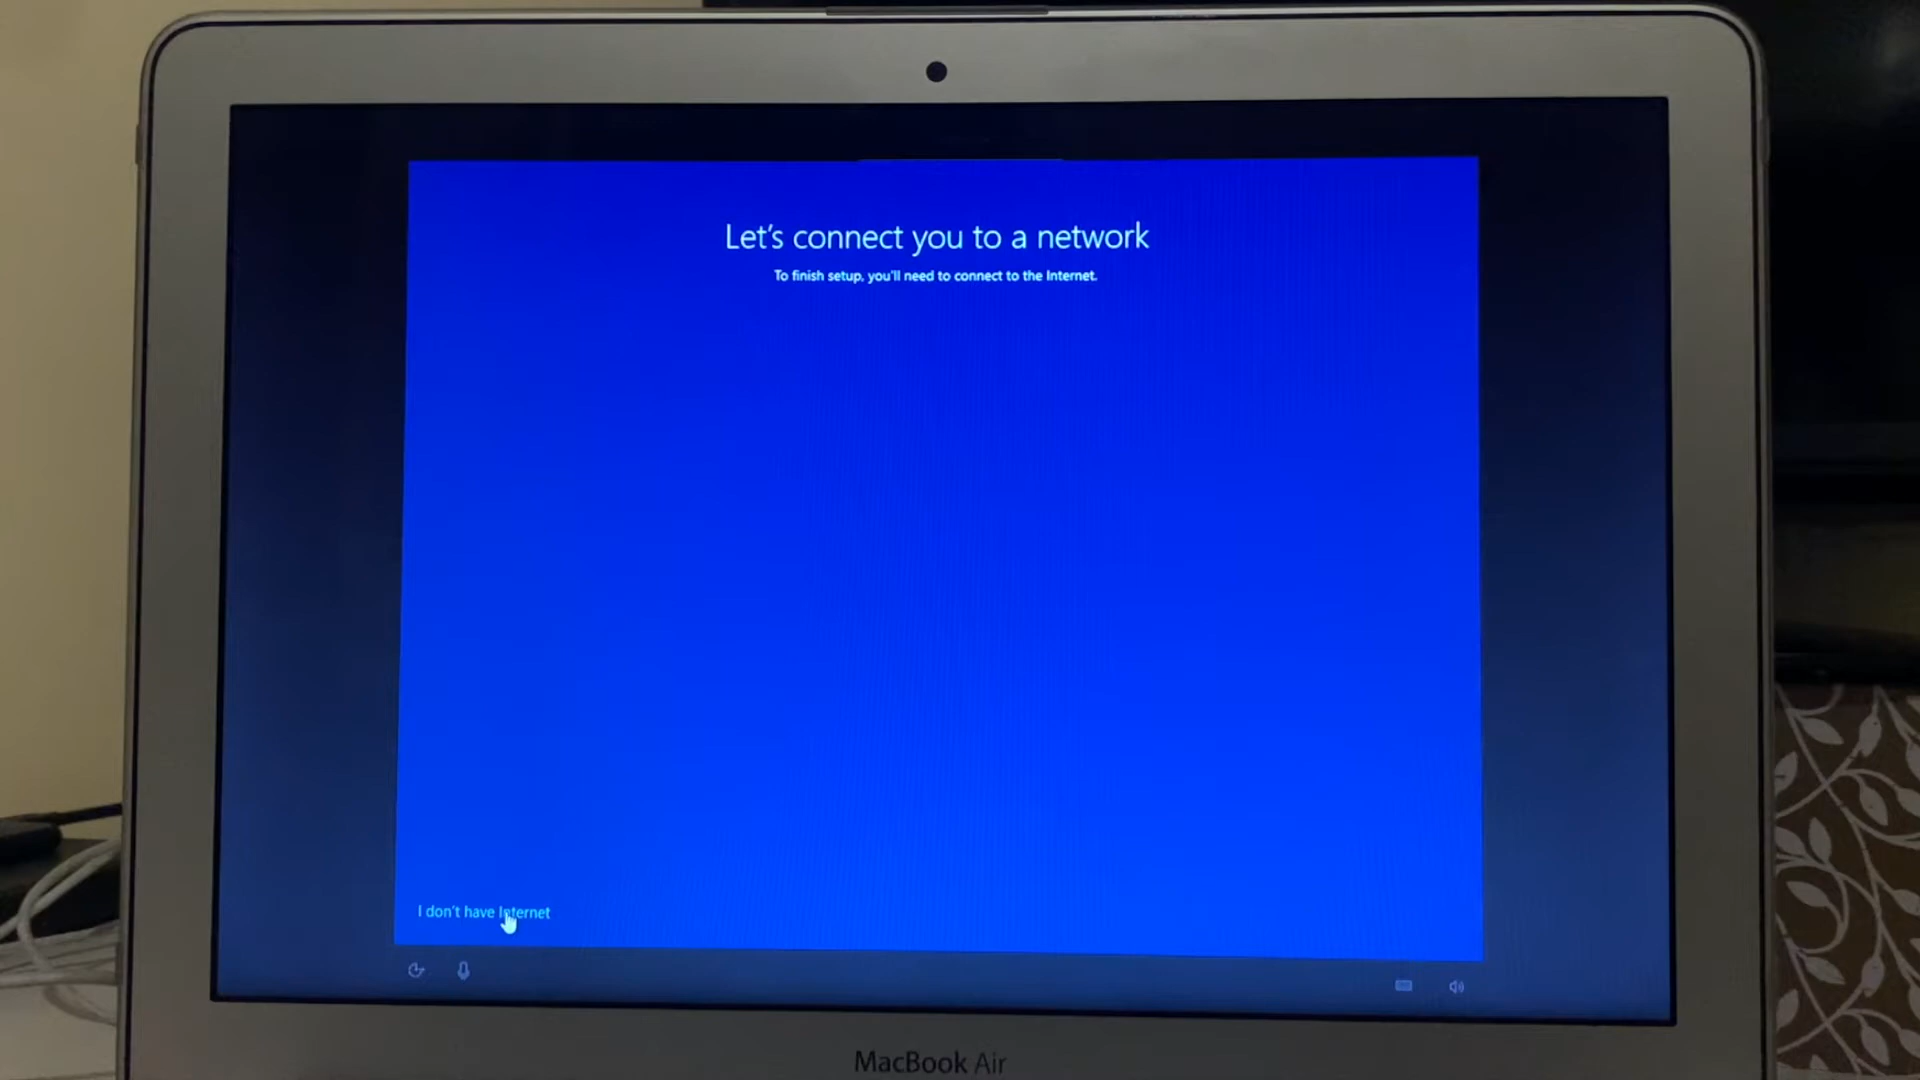 Let's connect you to a network
To finish setup, you'll need to connect to the Internet.
I don't have Internet
MacBook Air